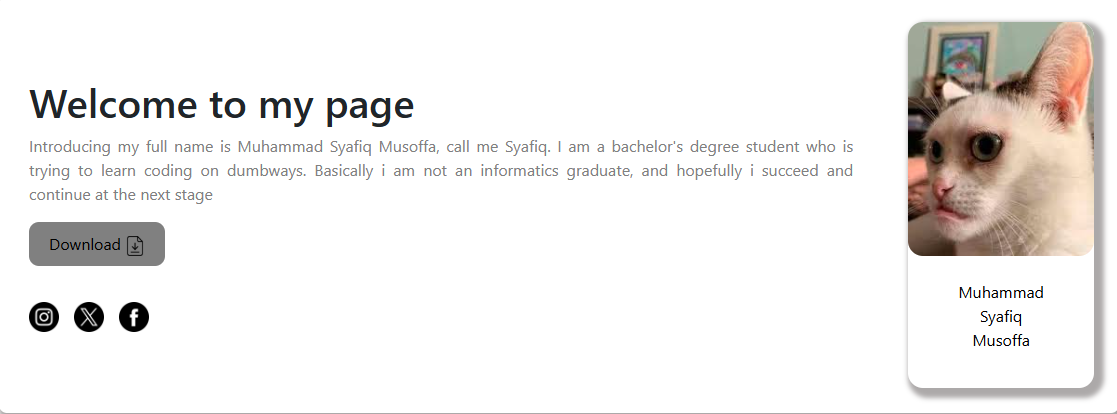 Welcome to my page
Introducing my full name is Muhammad Syafiq Musoffa, call me Syafiq. I am a bachelor's degree student who is
trying to learn coding on dumbways. Basically i am not an informatics graduate, and hopefully i succeed and
continue at the next stage
Download
Muhammad
Syafiq
Musoffa